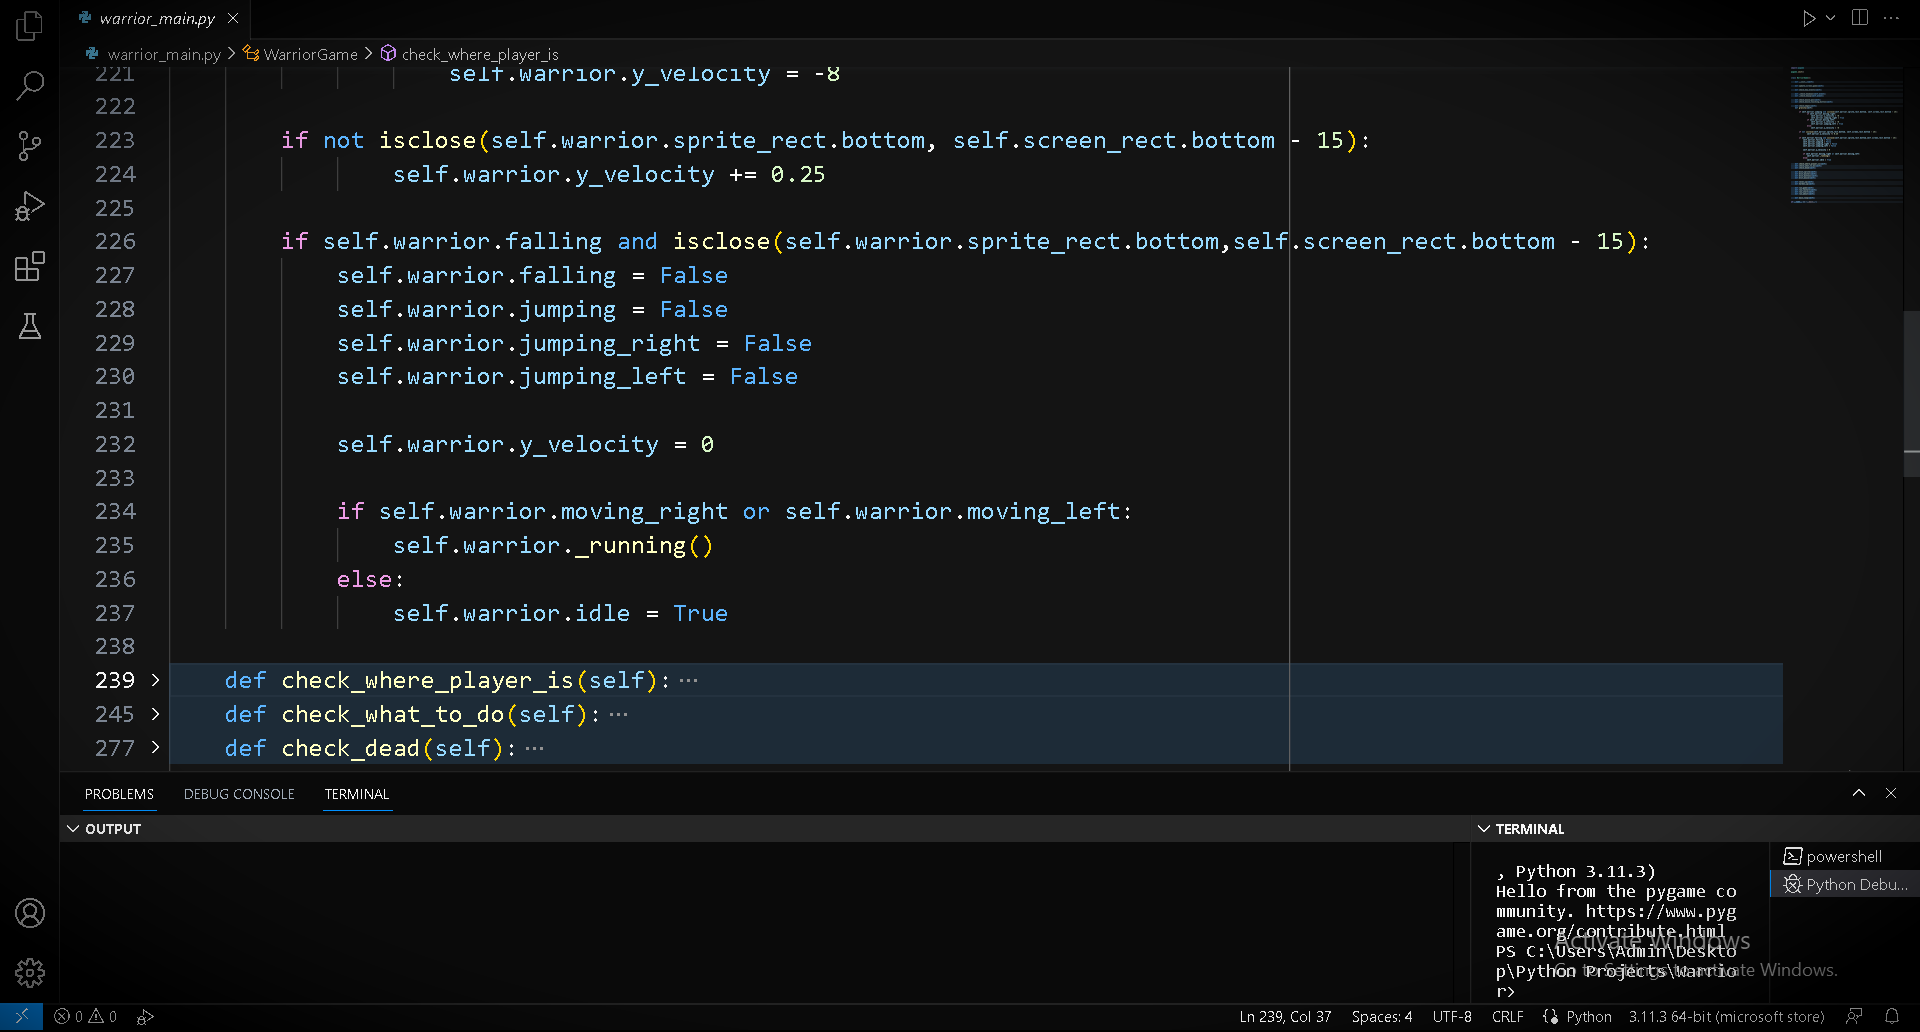 warrior_main.py
warrior_main.py > WarriorGame > check_where_player_is
221 self.warrior.y_velocity = -8
222
223 if not isclose(self.warrior.sprite_rect.bottom, self.screen_rect.bottom - 15):
224 self.warrior.y_velocity += 0.25
225
226 if self.warrior.falling and isclose(self.warrior.sprite_rect.bottom,self.screen_rect.bottom - 15):
227 self.warrior.falling = False
228 self.warrior.jumping = False
229 self.warrior.jumping_right = False
230 self.warrior.jumping_left = False
231
232 self.warrior.y_velocity = 0
233
234 if self.warrior.moving_right or self.warrior.moving_left:
235 self.warrior._running()
236 else:
237 self.warrior.idle = True
238
239 def check_where_player_is(self): ···
245 def check_what_to_do(self): ···
277 def check_dead(self): ···
PROBLEMS DEBUG CONSOLE TERMINAL
OUTPUT
TERMINAL
, Python 3.11.3)
Hello from the pygame co
mmunity. https://www.pyg
ame.org/contribute.html
PS C:\Users\Admin\Deskto
p\Python Projects\Warrio
r>
powershell
Python Debu...
Activate Windows
Go to Settings to activate Windows.
0 0 Ln 239, Col 37 Spaces: 4 UTF-8 CRLF Python 3.11.3 64-bit (microsoft store)